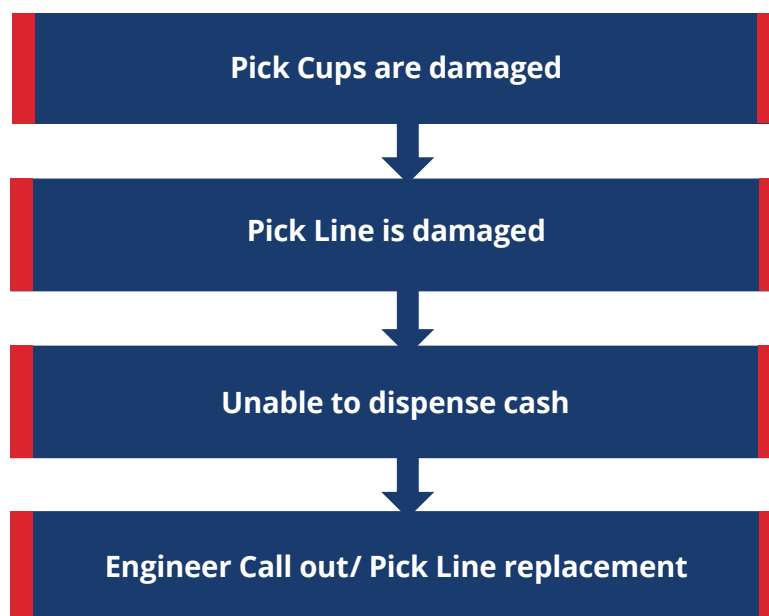 Pick Cups are damaged
Pick Line is damaged
Unable to dispense cash
Engineer Call out/ Pick Line replacement